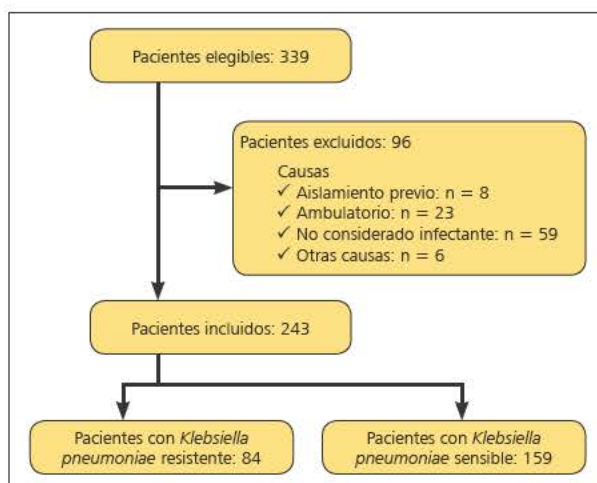 Pacientes elegibles: 339
Pacientes excluidos: 96
Causas
✓ Aislamiento previo: n = 8
✓ Ambulatorio: n = 23
✓ No considerado infectante: n = 59
✓ Otras causas: n = 6
Pacientes incluidos: 243
Pacientes con Klebsiella
pneumoniae resistente: 84
Pacientes con Klebsiella
pneumoniae sensible: 159